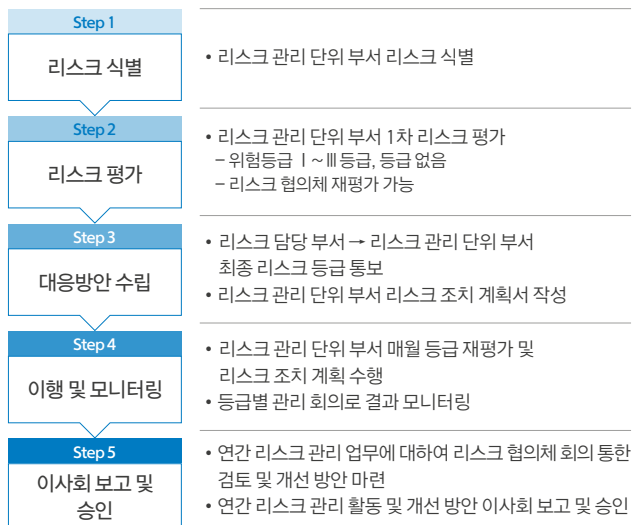 Step 1
리스크 식별
• 리스크 관리 단위 부서 리스크 식별
Step 2
리스크 평가
• 리스크 관리 단위 부서 1차 리스크 평가
– 위험등급 Ⅰ~Ⅲ등급, 등급 없음
– 리스크 협의체 재평가 가능
Step 3
대응방안 수립
• 리스크 담당 부서 → 리스크 관리 단위 부서
최종 리스크 등급 통보
• 리스크 관리 단위 부서 리스크 조치 계획서 작성
Step 4
이행 및 모니터링
• 리스크 관리 단위 부서 매월 등급 재평가 및
리스크 조치 계획 수행
• 등급별 관리 회의로 결과 모니터링
Step 5
이사회 보고 및
승인
• 연간 리스크 관리 업무에 대하여 리스크 협의체 회의 통한
검토 및 개선 방안 마련
• 연간 리스크 관리 활동 및 개선 방안 이사회 보고 및 승인